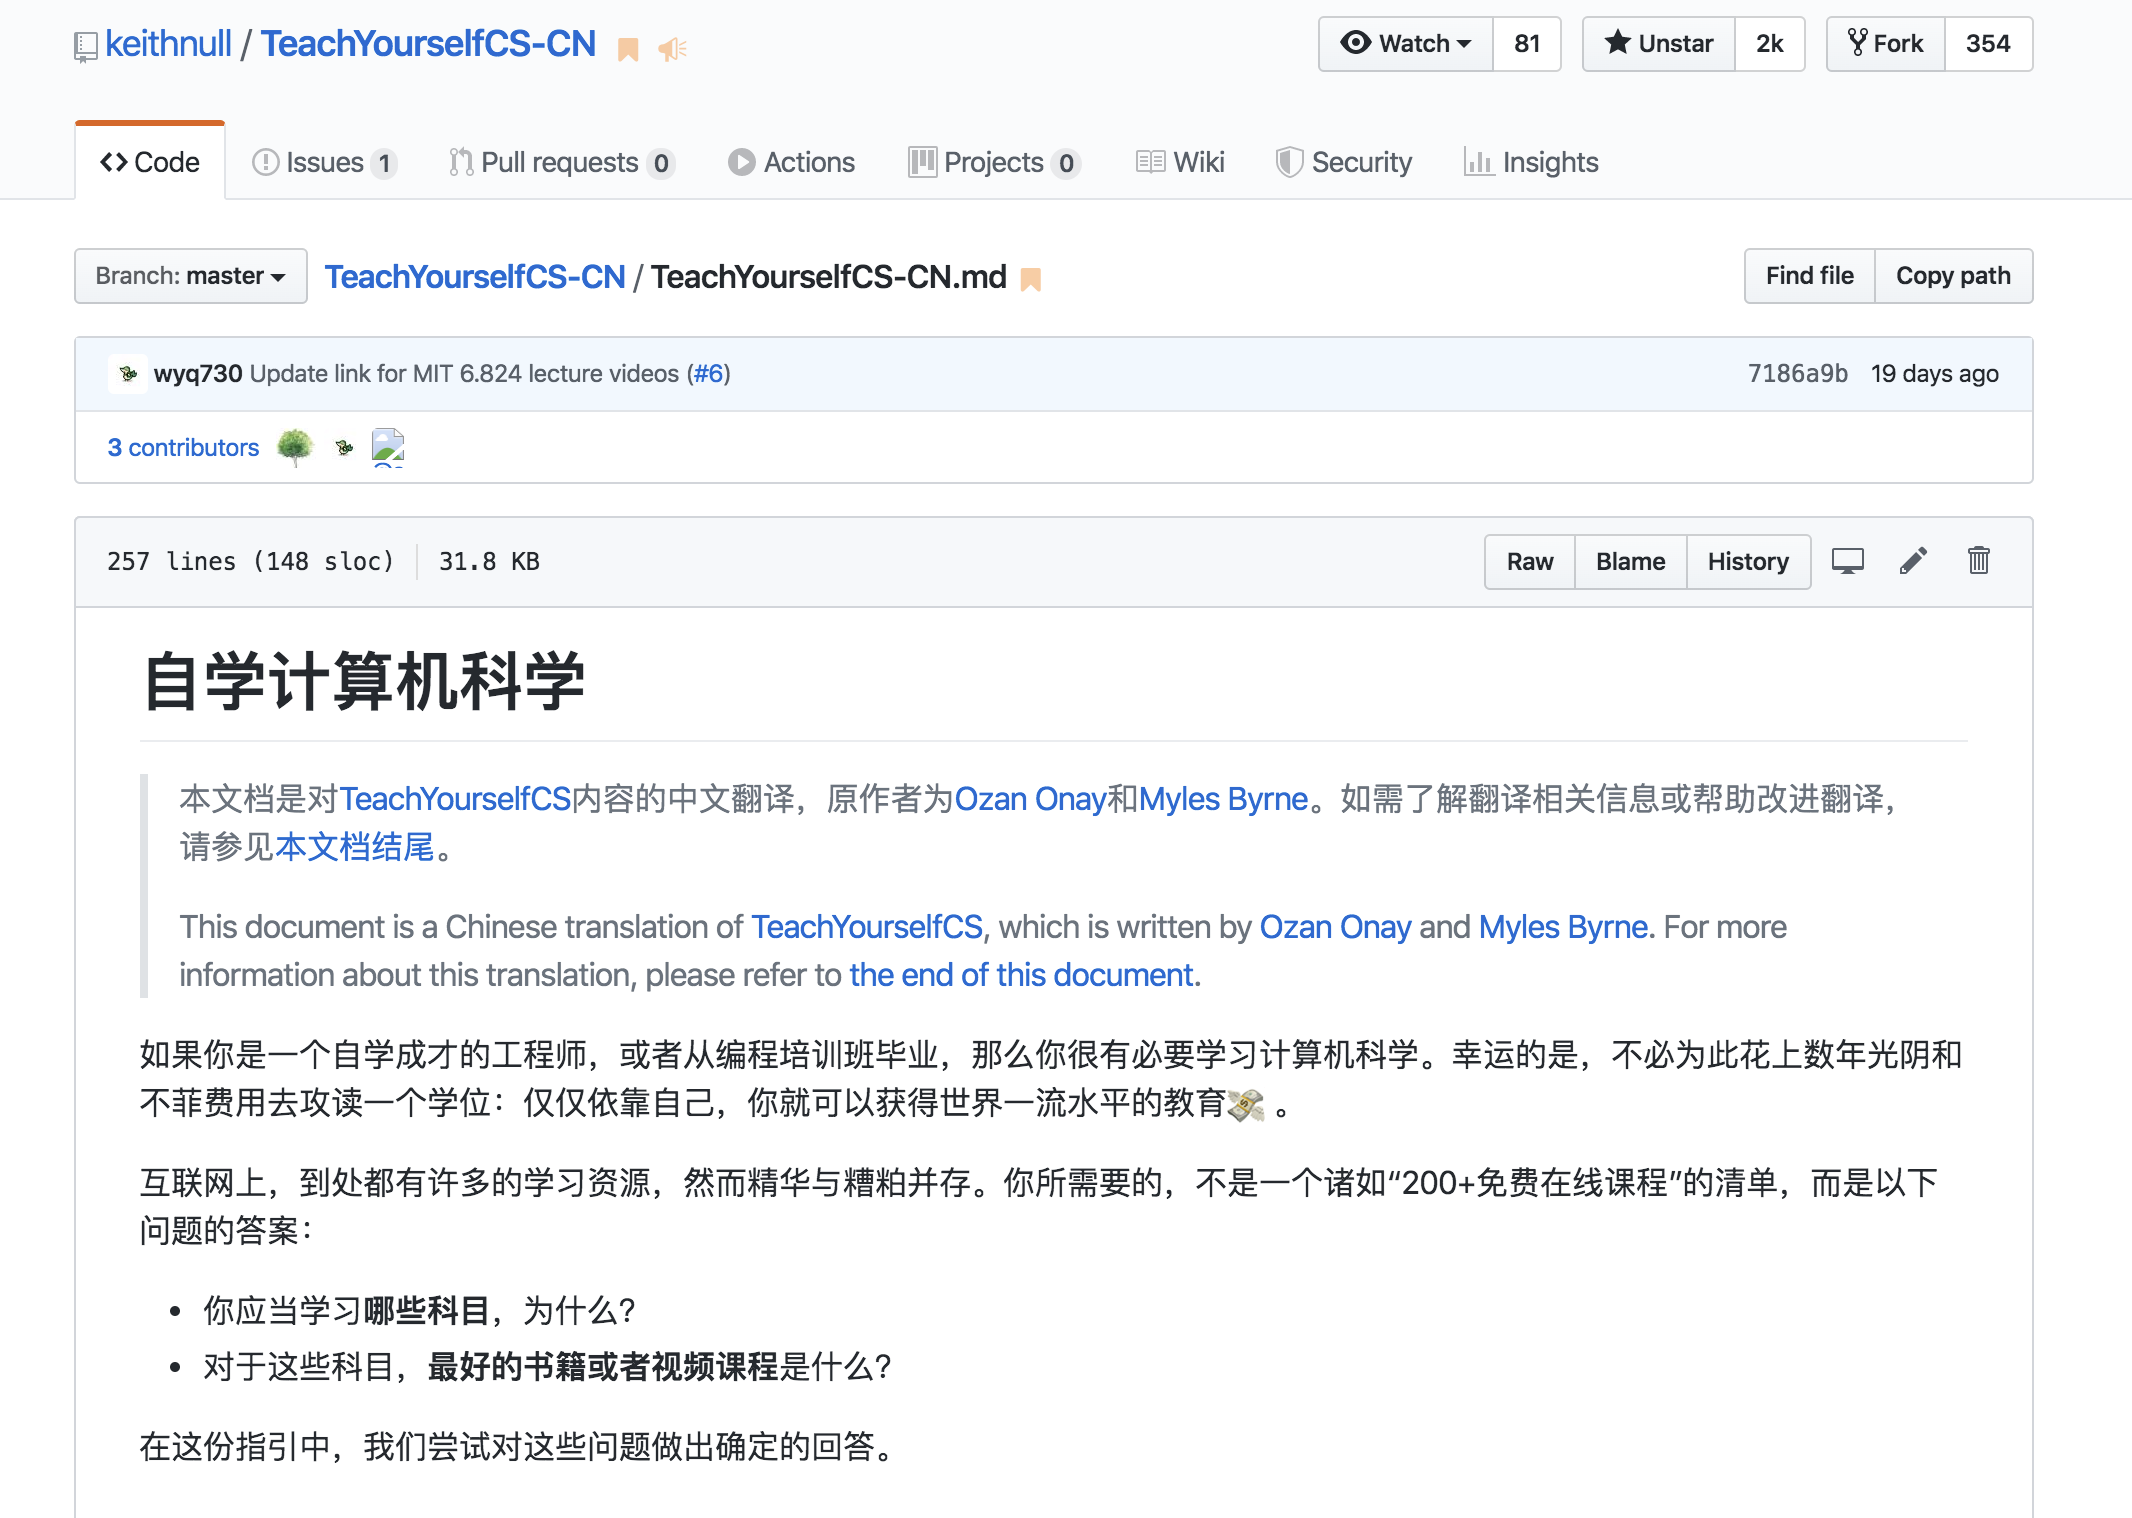 keithnull / TeachYourselfCS-CN
Watch 81
Unstar 2k
Fork 354
Code
Issues 1
Pull requests 0
Actions
Projects 0
Wiki
Security
Insights
Branch: master
TeachYourselfCS-CN / TeachYourselfCS-CN.md
Find file
Copy path
wyq730 Update link for MIT 6.824 lecture videos (#6)
7186a9b 19 days ago
3 contributors
257 lines (148 sloc) 31.8 KB
Raw
Blame
History
自学计算机科学
本文档是对TeachYourselfCS内容的中文翻译，原作者为Ozan Onay和Myles Byrne。如需了解翻译相关信息或帮助改进翻译，
请参见本文档结尾。
This document is a Chinese translation of TeachYourselfCS, which is written by Ozan Onay and Myles Byrne. For more
information about this translation, please refer to the end of this document.
如果你是一个自学成才的工程师，或者从编程培训班毕业，那么你很有必要学习计算机科学。幸运的是，不必为此花上数年光阴和
不菲费用去攻读一个学位：仅仅依靠自己，你就可以获得世界一流水平的教育💸 。
互联网上，到处都有许多的学习资源，然而精华与糟粕并存。你所需要的，不是一个诸如“200+免费在线课程”的清单，而是以下
问题的答案：
• 你应当学习哪些科目，为什么？
• 对于这些科目，最好的书籍或者视频课程是什么？
在这份指引中，我们尝试对这些问题做出确定的回答。